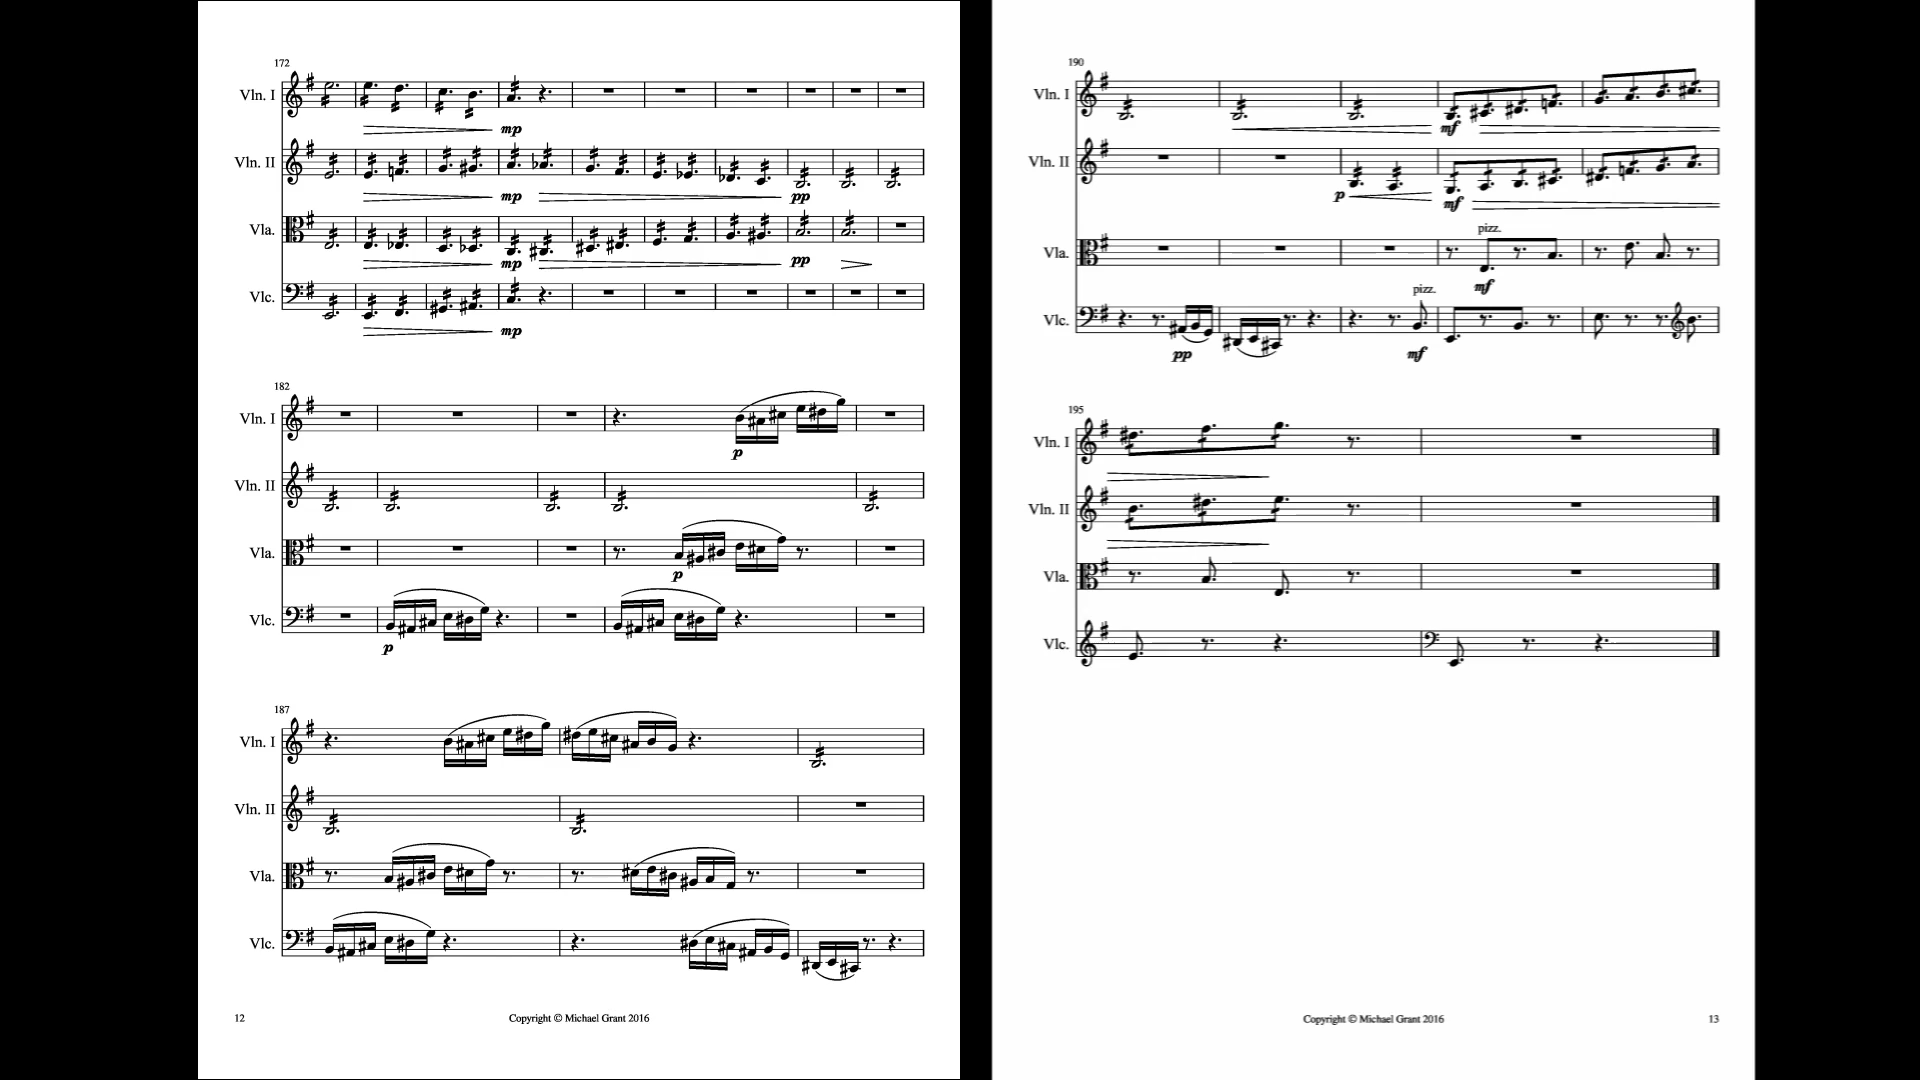 172
Vln. I
mp
Vln. II
mp
pp
Vla.
mp
pp
Vlc.
mp
182
Vln. I
p
Vln. II
Vla.
p
Vlc.
p
187
Vln. I
Vln. II
Vla.
Vlc.
12
Copyright © Michael Grant 2016
190
Vln. I
mf
Vln. II
p
mf
pizz.
Vla.
mf
pizz.
Vlc.
pp
mf
195
Vln. I
Vln. II
Vla.
Vlc.
Copyright © Michael Grant 2016
13